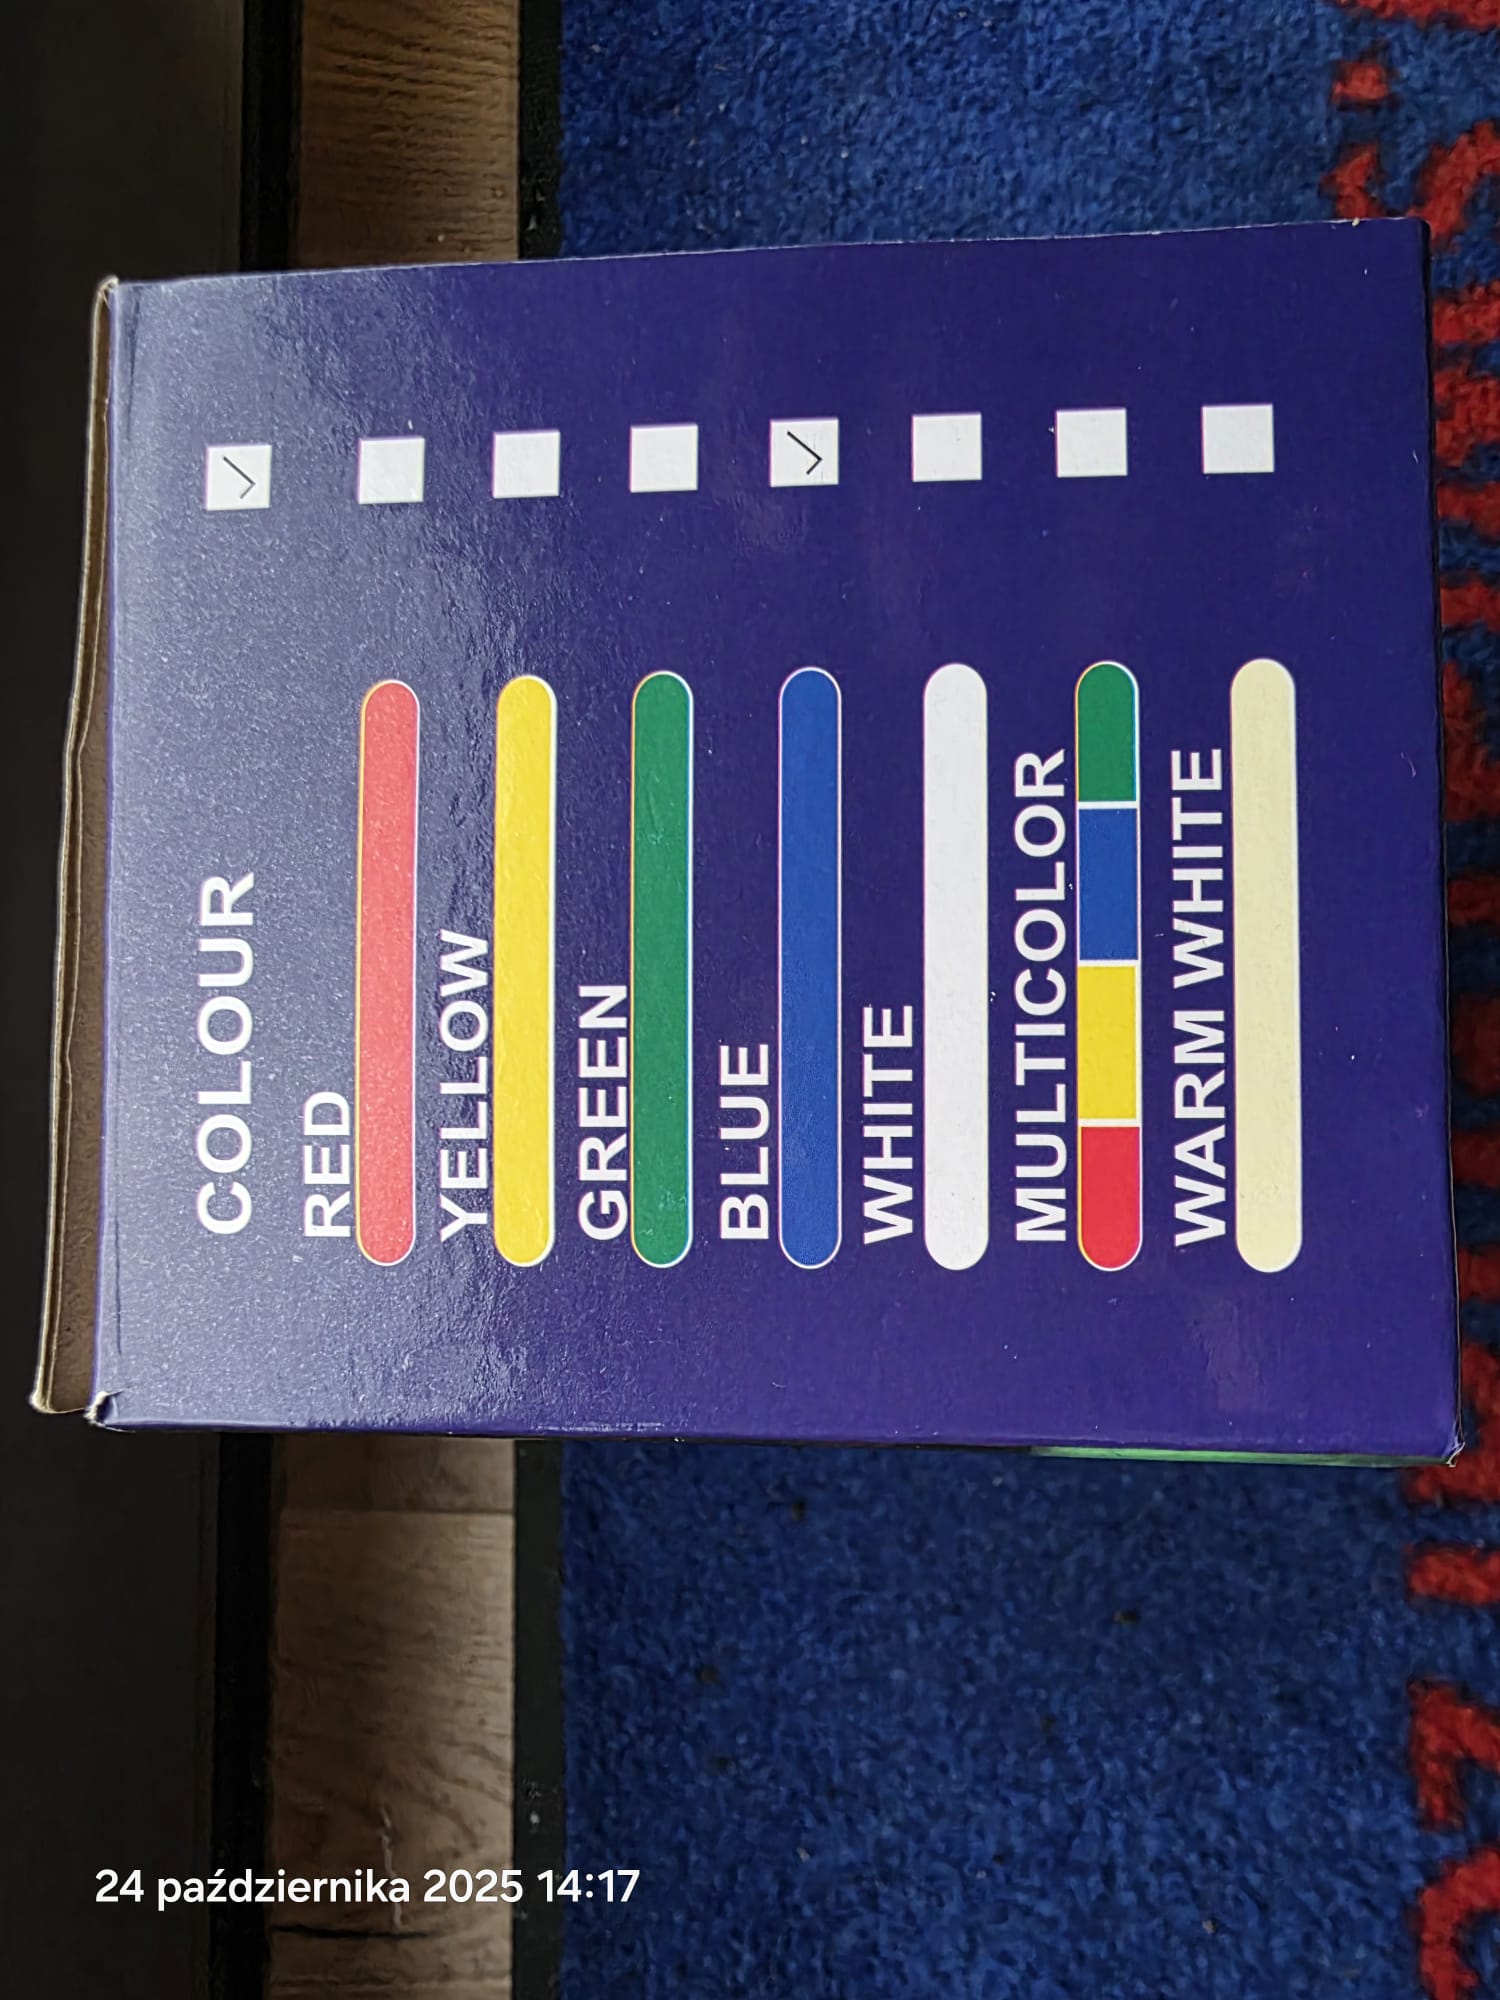 COLOUR
RED
YELLOW
GREEN
BLUE
WHITE
MULTICOLOR
WARM WHITE
24 października 2025 14:17